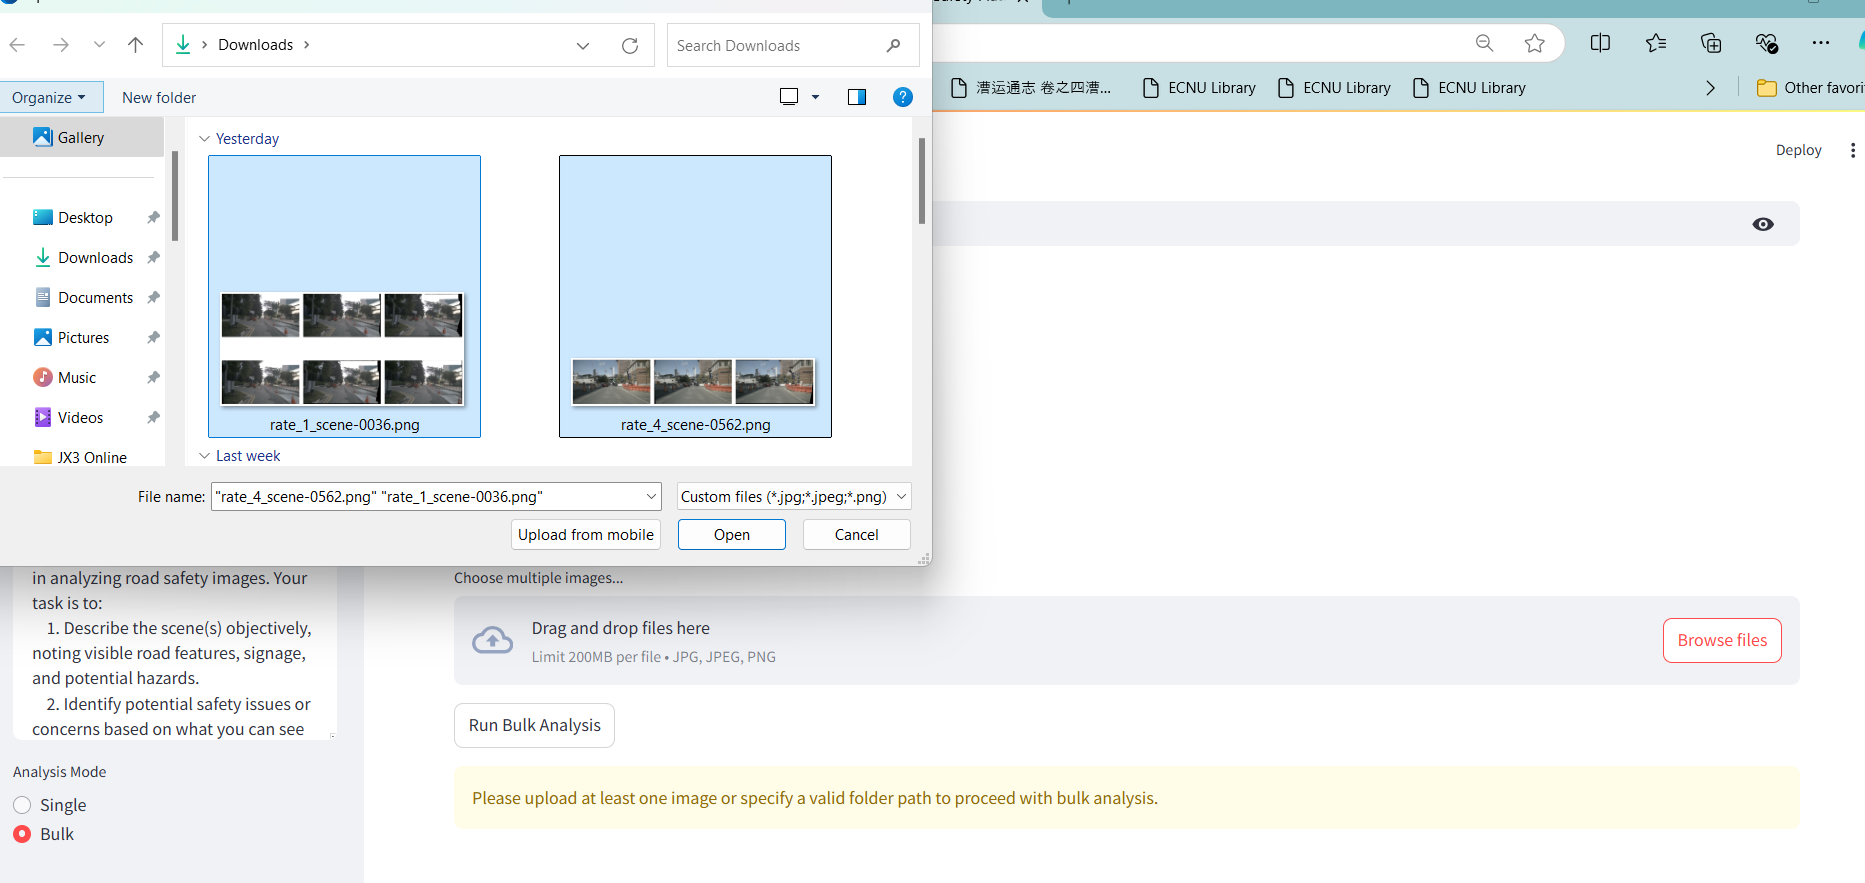 Downloads
Search Downloads
Organize
New folder
Gallery
Desktop
Downloads
Documents
Pictures
Music
Videos
JX3 Online
Yesterday
rate_1_scene-0036.png
rate_4_scene-0562.png
Last week
File name:
"rate_4_scene-0562.png" "rate_1_scene-0036.png"
Custom files (*.jpg;*.jpeg;*.png)
Upload from mobile
Open
Cancel
漕运通志 卷之四漕...
ECNU Library
ECNU Library
ECNU Library
Other favori
Deploy
in analyzing road safety images. Your
task is to:
1. Describe the scene(s) objectively,
noting visible road features, signage,
and potential hazards.
2. Identify potential safety issues or
concerns based on what you can see
Analysis Mode
Single
Bulk
Choose multiple images...
Drag and drop files here
Limit 200MB per file • JPG, JPEG, PNG
Browse files
Run Bulk Analysis
Please upload at least one image or specify a valid folder path to proceed with bulk analysis.